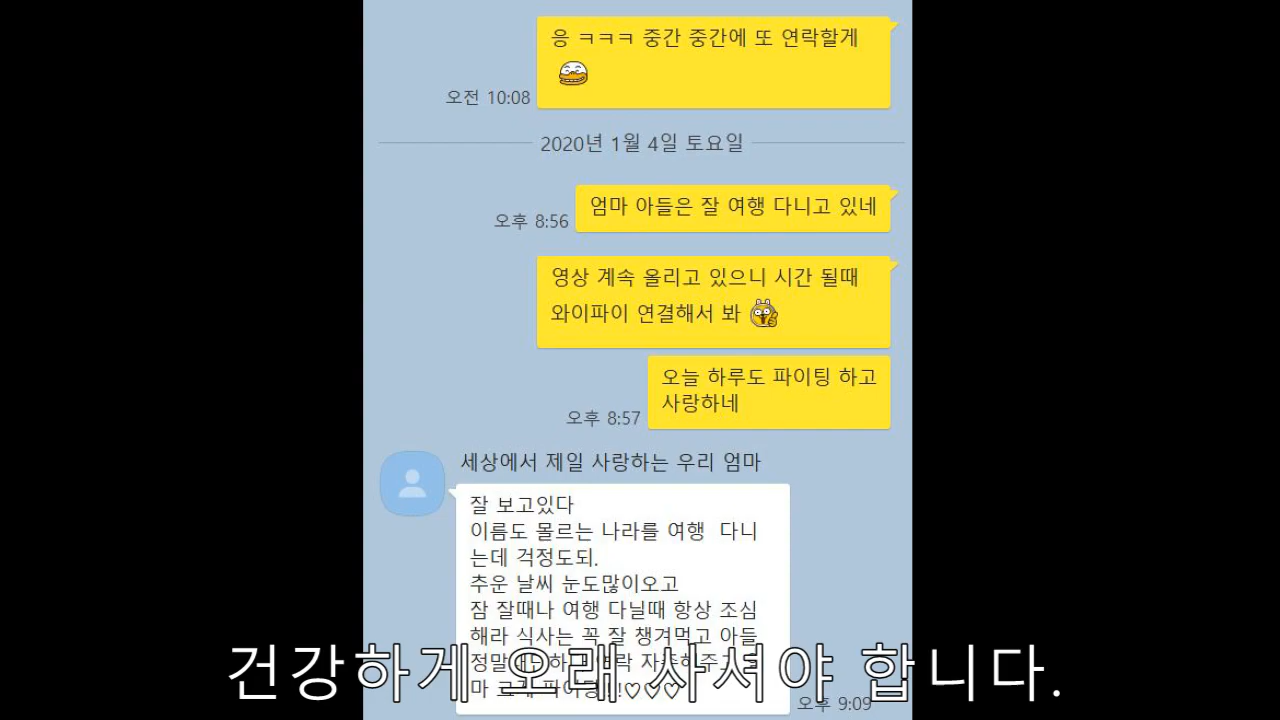 응 ㅋㅋㅋ 중간 중간에 또 연락할게
오전 10:08
2020년 1월 4일 토요일
엄마 아들은 잘 여행 다니고 있네
오후 8:56
영상 계속 올리고 있으니 시간 될때
와이파이 연결해서 봐
오늘 하루도 파이팅 하고
사랑하네
오후 8:57
세상에서 제일 사랑하는 우리 엄마
잘 보고있다
이름도 몰르는 나라를 여행 다니
는데 걱정도되.
추운 날씨 눈도많이오고
잠 잘때나 여행 다닐때 항상 조심
해라 식사는 꼭 잘 챙겨먹고 아들
마 파이팅!!♡♡♡
오후 9:09
건강하게 오래 사셔야 합니다.